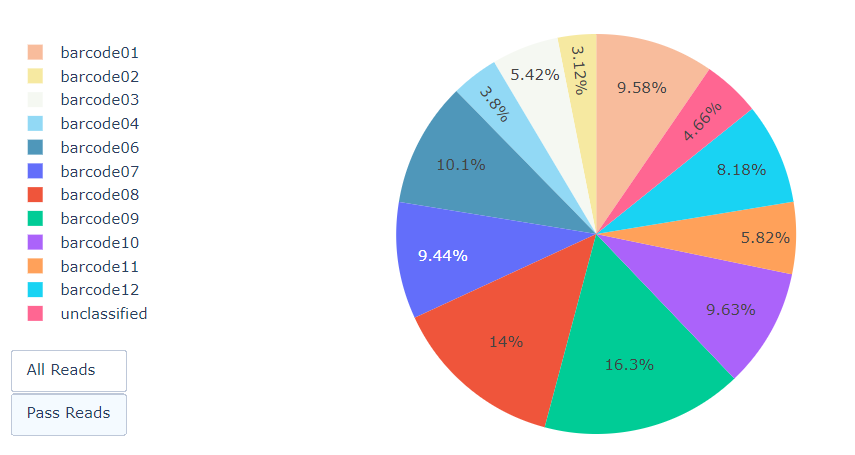 barcode01
barcode02
barcode03
barcode04
barcode06
barcode07
barcode08
barcode09
barcode10
barcode11
barcode12
unclassified
All Reads
Pass Reads
3.12%
9.58%
5.42%
3.8%
4.66%
10.1%
8.18%
5.82%
9.44%
9.63%
14%
16.3%